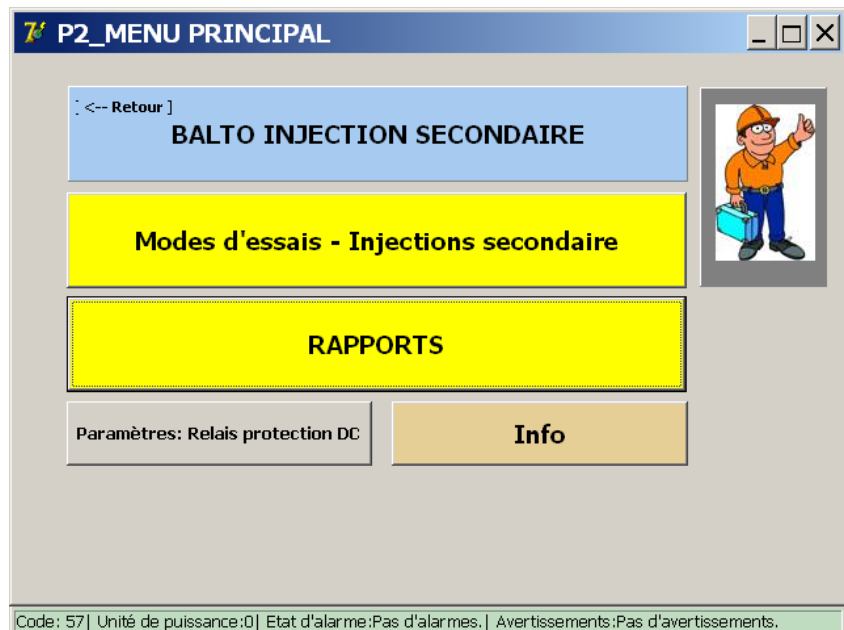 P2_MENU PRINCIPAL
[ <-- Retour ]
BALTO INJECTION SECONDAIRE
Modes d'essais - Injections secondaire
RAPPORTS
Paramètres: Relais protection DC
Info
Code: 57| Unité de puissance:0| Etat d'alarme:Pas d'alarmes.| Avertissements:Pas d'avertissements.